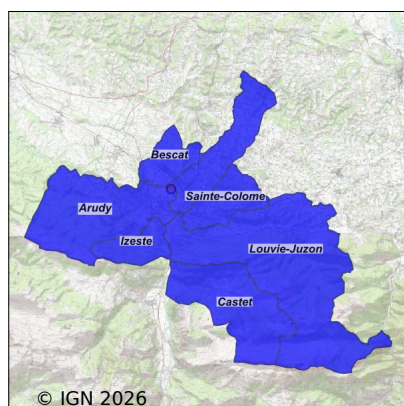 Bescat
Sainte-Colome
Arudy
Izeste
Louvie-Juzon
Castet
© IGN 2026